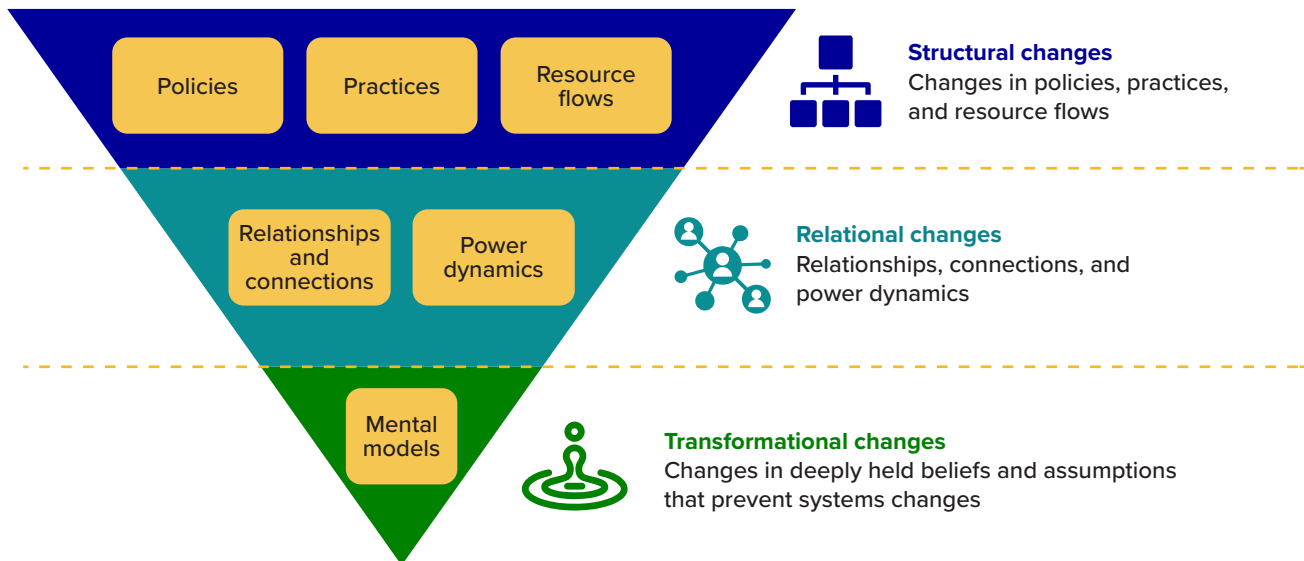 Policies
Practices
Resource
flows
Structural changes
Changes in policies, practices,
and resource flows
Relationships
and
connections
Power
dynamics
Relational changes
Relationships, connections, and
power dynamics
Mental
models
Transformational changes
Changes in deeply held beliefs and assumptions
that prevent systems changes